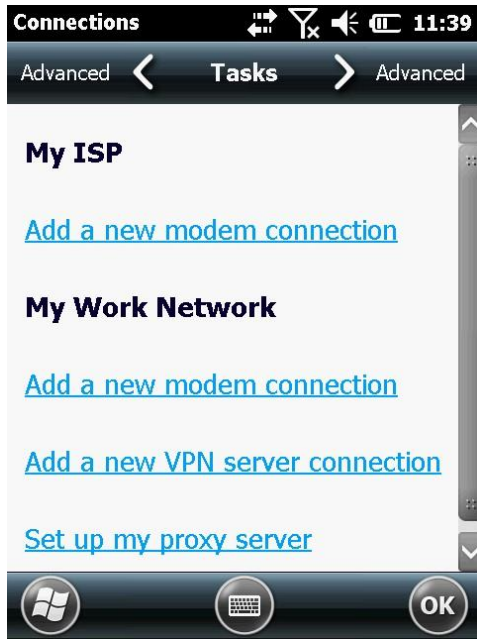 Connections 11:39
Advanced Tasks Advanced
My ISP
Add a new modem connection
My Work Network
Add a new modem connection
Add a new VPN server connection
Set up my proxy server
OK